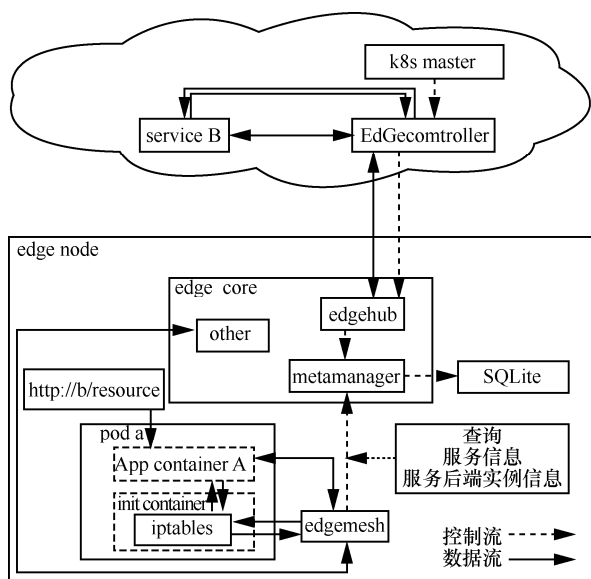 k8s master
service B
EdGecomtroller
edge node
edge core
edgehub
other
metamanager
SQLite
http://b/resource
pod a
App container A
init container
iptables
edgemesh
查询
服务信息
服务后端实例信息
控制流
数据流